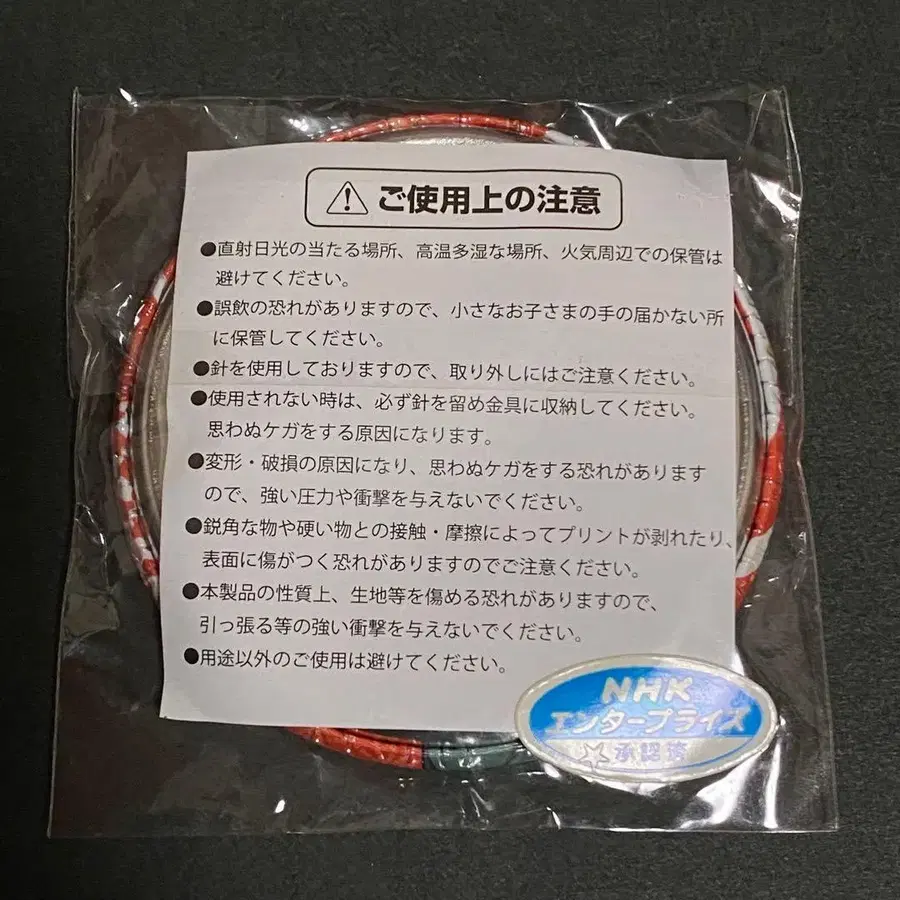 ご使用上の注意
●直射日光の当たる場所、高温多湿な場所、火気周辺での保管は
避けてください。
●誤飲の恐れがありますので、小さなお子さまの手の届かない所
に保管してください。
●針を使用しておりますので、取り外しにはご注意ください。
●使用されない時は、必ず針を留め金具に収納してください。
思わぬケガをする原因になります。
●変形・破損の原因になり、思わぬケガをする恐れがあります
ので、強い圧力や衝撃を与えないでください。
●鋭角な物や硬い物との接触・摩擦によってプリントが剥れたり、
表面に傷がつく恐れがありますのでご注意ください。
●本製品の性質上、生地等を傷める恐れがありますので、
引っ張る等の強い衝撃を与えないでください。
●用途以外のご使用は避けてください。
NHK
エンタープライズ
承認済